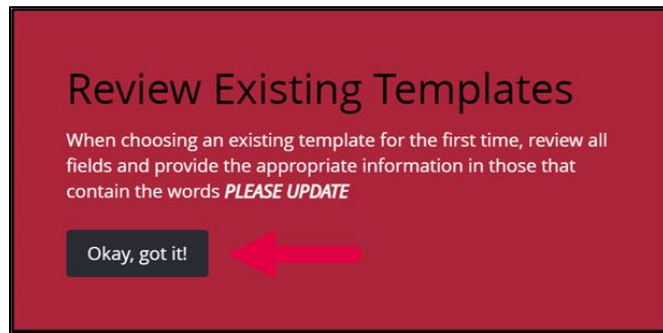 Review Existing Templates
When choosing an existing template for the first time, review all
fields and provide the appropriate information in those that
contain the words PLEASE UPDATE
Okay, got it!